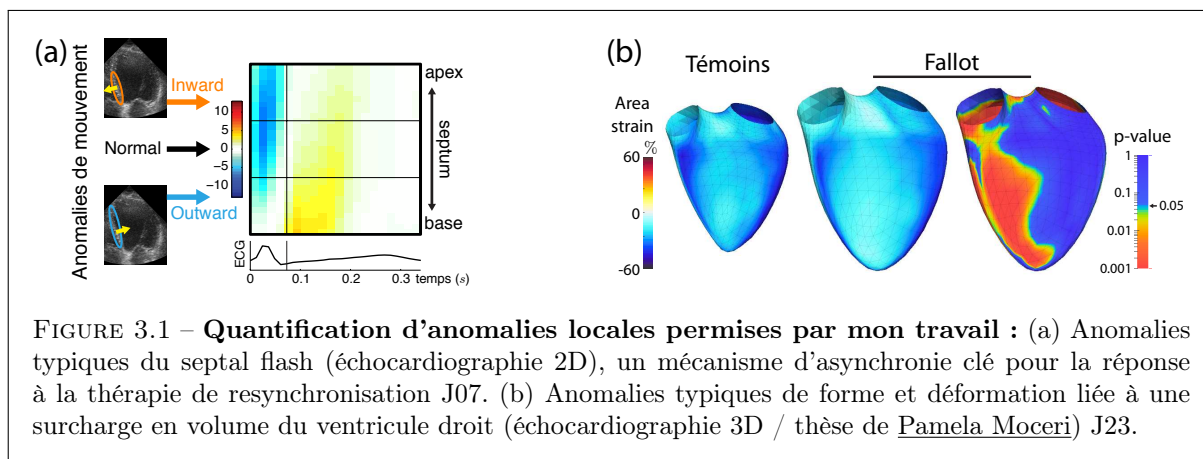 (a)
Anomalies de mouvement
Inward
Normal
Outward
10
5
0
−5
−10
apex
septum
base
ECG
0 0.1 0.2 0.3
temps (s)
(b)
Témoins
Fallot
Area
strain
%
60
0
-60
p-value
1
0.1
0.05
0.01
0.001
FIGURE 3.1 – Quantification d'anomalies locales permises par mon travail : (a) Anomalies
typiques du septal flash (échocardiographie 2D), un mécanisme d'asynchronie clé pour la réponse
à la thérapie de resynchronisation J07. (b) Anomalies typiques de forme et déformation liée à une
surcharge en volume du ventricule droit (échocardiographie 3D / thèse de Pamela Moceri) J23.